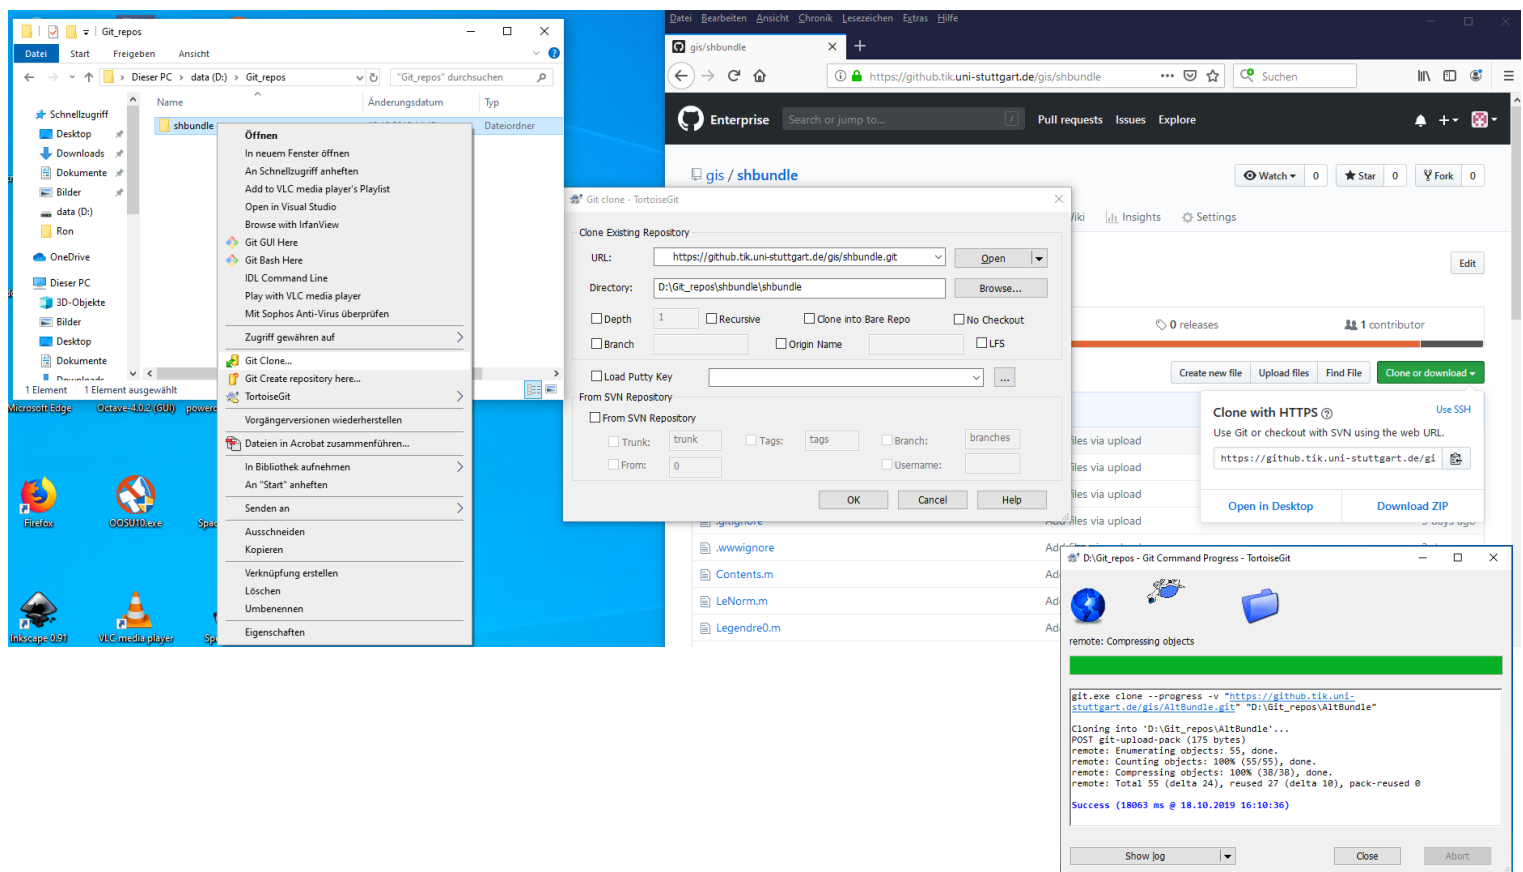 Git_repos
Datei Start Freigeben Ansicht
Dieser PC > data (D:) > Git_repos
"Git_repos" durchsuchen
Name Änderungsdatum Typ
Schnellzugriff
Desktop
Downloads
Dokumente
Bilder
data (D:)
Ron
OneDrive
Dieser PC
3D-Objekte
Bilder
Desktop
Dokumente
Downloads
shbundle
Dateiordner
1 Element 1 Element ausgewählt
Öffnen
In neuem Fenster öffnen
An Schnellzugriff anheften
Add to VLC media player's Playlist
Open in Visual Studio
Browse with IrfanView
Git GUI Here
Git Bash Here
IDL Command Line
Play with VLC media player
Mit Sophos Anti-Virus überprüfen
Zugriff gewähren auf
Git Clone...
Git Create repository here...
TortoiseGit
Vorgängerversionen wiederherstellen
Dateien in Acrobat zusammenführen...
In Bibliothek aufnehmen
An "Start" anheften
Senden an
Ausschneiden
Kopieren
Verknüpfung erstellen
Löschen
Umbenennen
Eigenschaften
Microsoft Edge
Octave-4.0.2 (GUI)
Firefox
OOSU10.exe
Inkscape 0.91
VLC media player
Datei Bearbeiten Ansicht Chronik Lesezeichen Extras Hilfe
gis/shbundle
https://github.tik.uni-stuttgart.de/gis/shbundle
Suchen
Enterprise
Search or jump to...
/
Pull requests Issues Explore
gis / shbundle
Watch 0
Star 0
Fork 0
Insights Settings
Edit
0 releases
1 contributor
Create new file Upload files Find File Clone or download
Clone with HTTPS
Use SSH
Use Git or checkout with SVN using the web URL.
https://github.tik.uni-stuttgart.de/gi
Open in Desktop
Download ZIP
files via upload
files via upload
files via upload
files via upload
.gitignore
.wwwignore
Contents.m
LeNorm.m
Legendre0.m
Git clone - TortoiseGit
Clone Existing Repository
URL: https://github.tik.uni-stuttgart.de/gis/shbundle.git Open
Directory: D:\Git_repos\shbundle\shbundle Browse...
Depth 1 Recursive Clone into Bare Repo No Checkout
Branch Origin Name LFS
Load Putty Key ...
From SVN Repository
From SVN Repository
Trunk: trunk Tags: tags Branch: branches
From: 0 Username:
OK Cancel Help
D:\Git_repos - Git Command Progress - TortoiseGit
remote: Compressing objects
git.exe clone --progress -v "https://github.tik.uni-
stuttgart.de/gis/AltBundle.git" "D:\Git_repos\AltBundle"
Cloning into 'D:\Git_repos\AltBundle'...
POST git-upload-pack (175 bytes)
remote: Enumerating objects: 55, done.
remote: Counting objects: 100% (55/55), done.
remote: Compressing objects: 100% (38/38), done.
remote: Total 55 (delta 24), reused 27 (delta 10), pack-reused 0
Success (18063 ms @ 18.10.2019 16:10:36)
Show log Close Abort